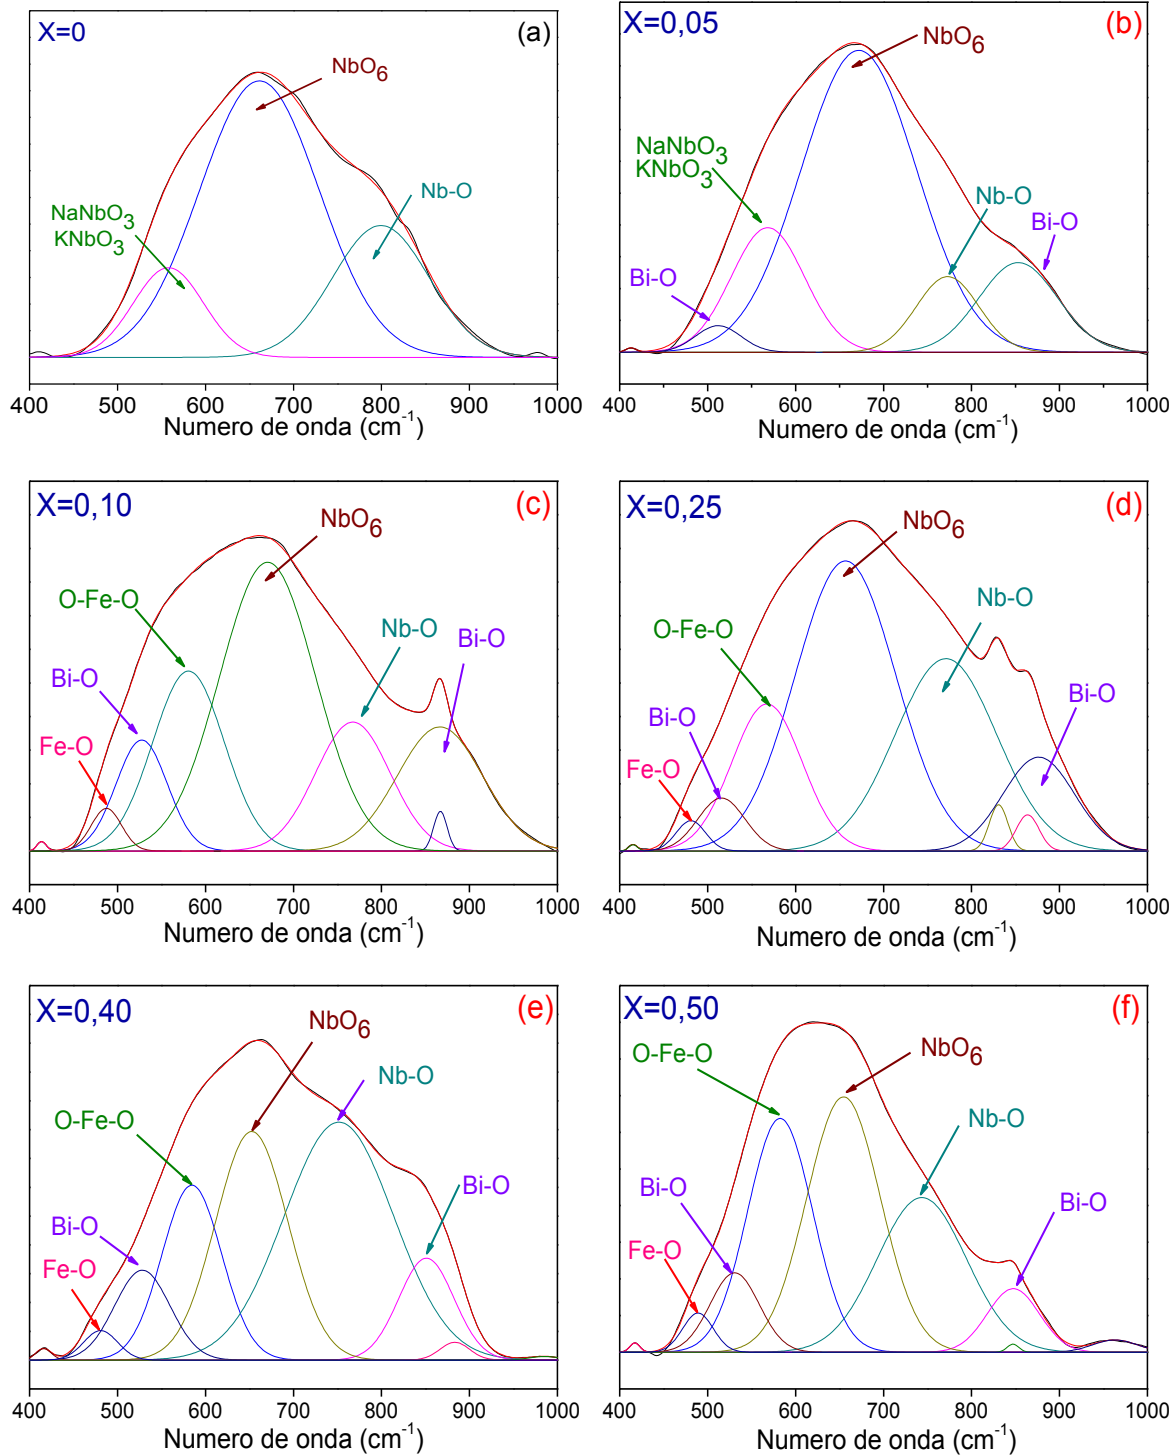 X=0
(a)
NbO6
Nb-O
NaNbO3
KNbO3
400 500 600 700 800 900 1000
Numero de onda (cm-1)
X=0,05
(b)
NbO6
NaNbO3
KNbO3
Nb-O
Bi-O
Bi-O
400 500 600 700 800 900 1000
Numero de onda (cm-1)
X=0,10
(c)
NbO6
O-Fe-O
Nb-O
Bi-O
Bi-O
Fe-O
400 500 600 700 800 900 1000
Numero de onda (cm-1)
X=0,25
(d)
NbO6
Nb-O
O-Fe-O
Bi-O
Bi-O
Fe-O
400 500 600 700 800 900 1000
Numero de onda (cm-1)
X=0,40
(e)
NbO6
Nb-O
O-Fe-O
Bi-O
Bi-O
Fe-O
400 500 600 700 800 900 1000
Numero de onda (cm-1)
X=0,50
(f)
O-Fe-O
NbO6
Nb-O
Bi-O
Bi-O
Fe-O
400 500 600 700 800 900 1000
Numero de onda (cm-1)